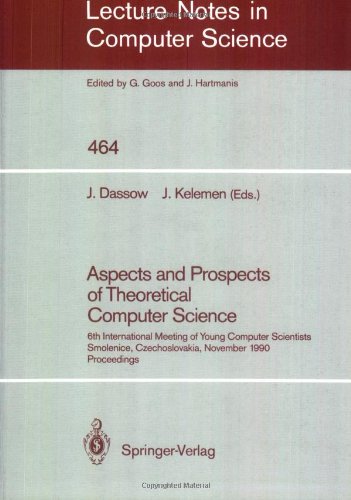 Lecture Notes in
Computer Science
Edited by G. Goos and J. Hartmanis
464
J. Dassow J. Kelemen (Eds.)
Aspects and Prospects
of Theoretical
Computer Science
6th International Meeting of Young Computer Scientists
Smolenice, Czechoslovakia, November 1990
Proceedings
Springer-Verlag